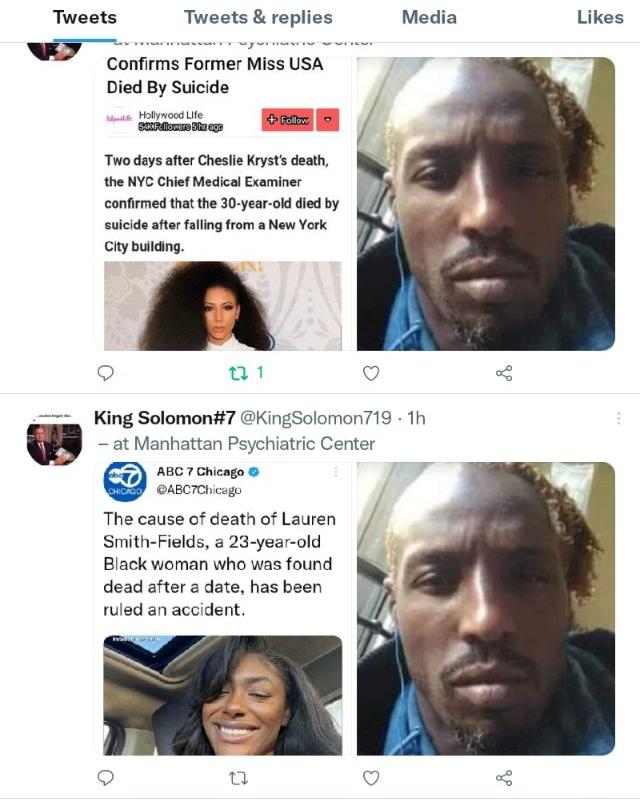 Tweets
Tweets & replies
Media
Likes
at Manhattan Psychiatric Center
Confirms Former Miss USA
Died By Suicide
Hollywood Life
Followers 5 hr ago
+ Follow
Two days after Cheslie Kryst's death,
the NYC Chief Medical Examiner
confirmed that the 30-year-old died by
suicide after falling from a New York
City building.
1
King Solomon#7 @KingSolomon719 · 1h
– at Manhattan Psychiatric Center
abc 7
CHICAGO
ABC 7 Chicago
@ABC7Chicago
The cause of death of Lauren
Smith-Fields, a 23-year-old
Black woman who was found
dead after a date, has been
ruled an accident.